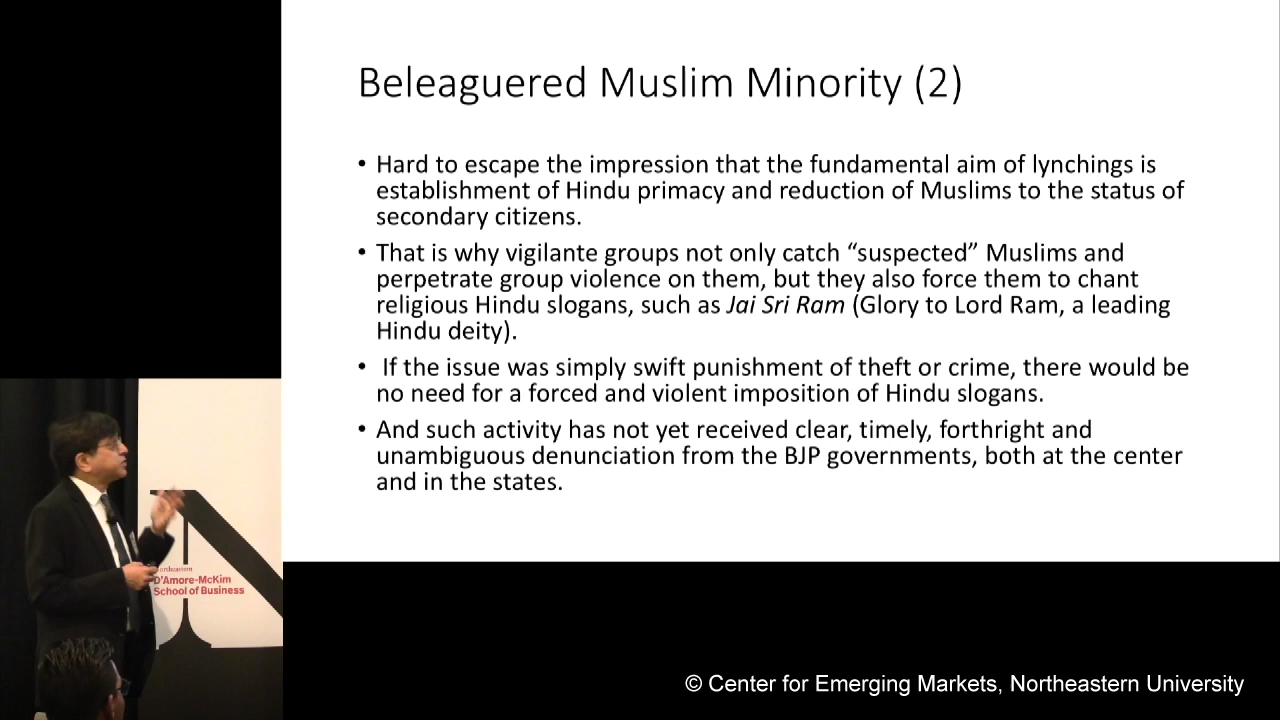 Beleaguered Muslim Minority (2)
• Hard to escape the impression that the fundamental aim of lynchings is
establishment of Hindu primacy and reduction of Muslims to the status of
secondary citizens.
• That is why vigilante groups not only catch “suspected” Muslims and
perpetrate group violence on them, but they also force them to chant
religious Hindu slogans, such as Jai Sri Ram (Glory to Lord Ram, a leading
Hindu deity).
• If the issue was simply swift punishment of theft or crime, there would be
no need for a forced and violent imposition of Hindu slogans.
• And such activity has not yet received clear, timely, forthright and
unambiguous denunciation from the BJP governments, both at the center
and in the states.
D'Amore-McKim
School of Business
© Center for Emerging Markets, Northeastern University